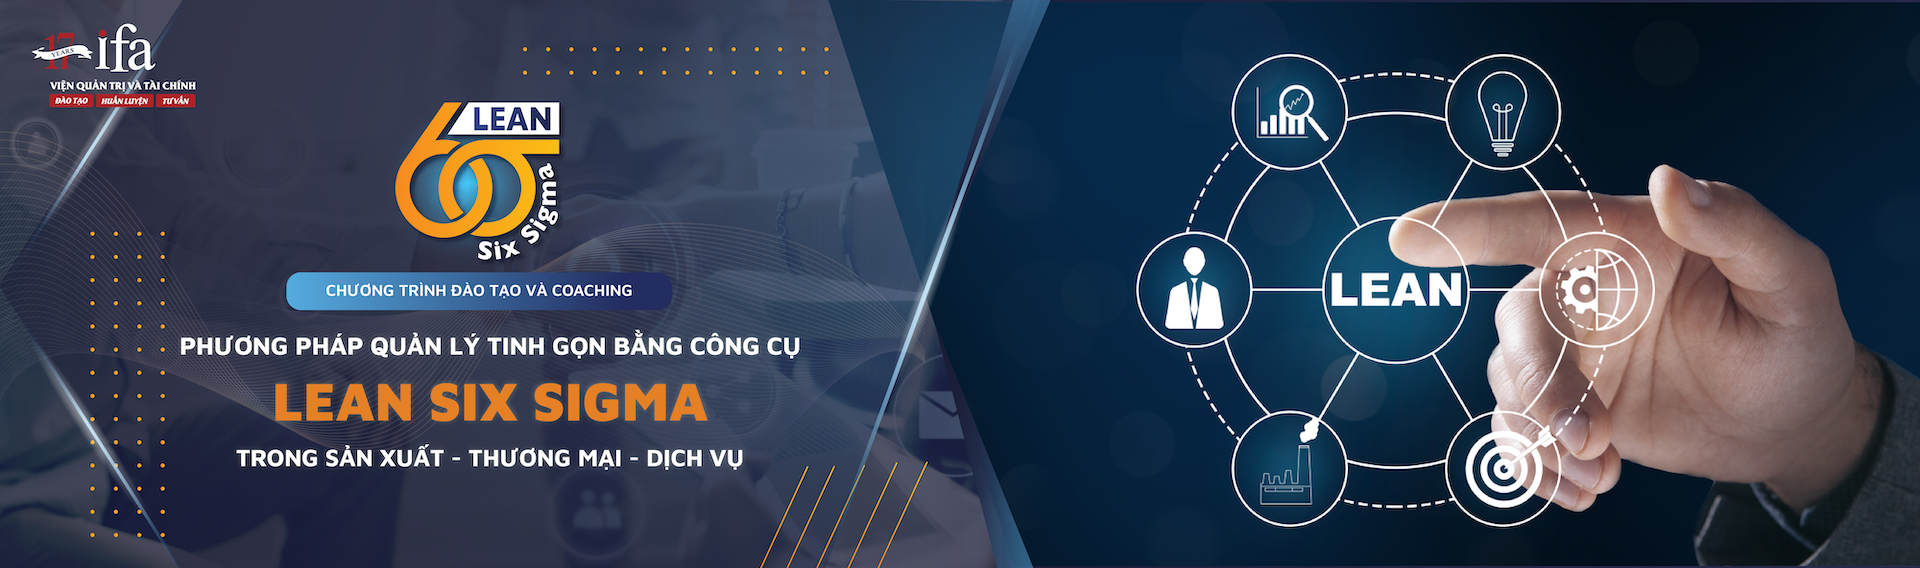 17 YEARS ifa
VIỆN QUẢN TRỊ VÀ TÀI CHÍNH
ĐÀO TẠO HUẤN LUYỆN TƯ VẤN
6σ LEAN
Six Sigma
CHƯƠNG TRÌNH ĐÀO TẠO VÀ COACHING
PHƯƠNG PHÁP QUẢN LÝ TINH GỌN BẰNG CÔNG CỤ
LEAN SIX SIGMA
TRONG SẢN XUẤT - THƯƠNG MẠI - DỊCH VỤ
LEAN